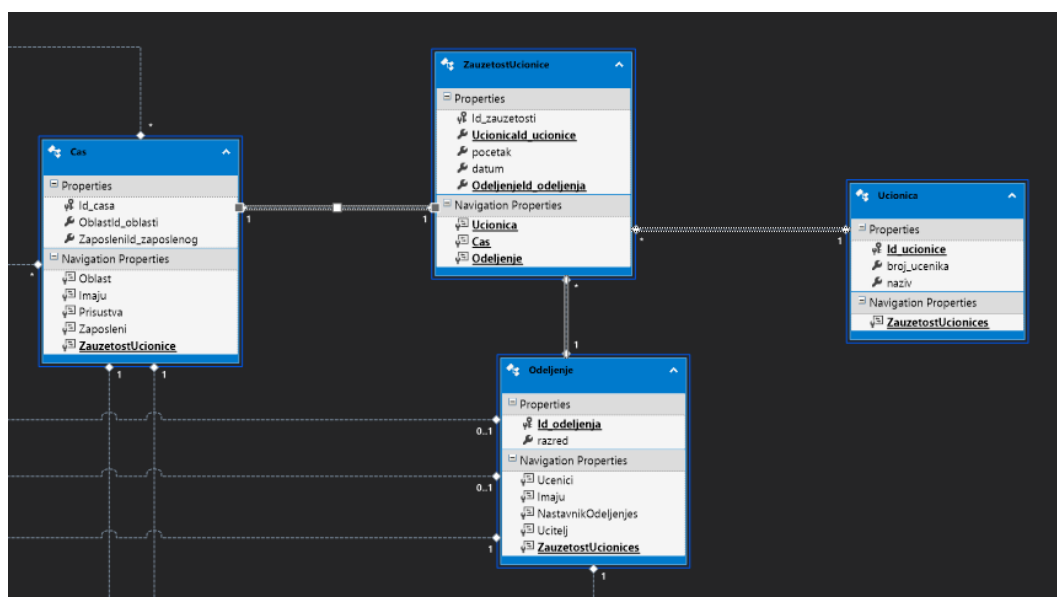 ZauzetostUcionice
Properties
Id_zauzetosti
UcionicaId_ucionice
pocetak
datum
OdeljenjeId_odeljenja
Navigation Properties
Ucionica
Cas
Odeljenje
*
Cas
Properties
Id_casa
OblastId_oblasti
ZaposleniId_zaposlenog
Navigation Properties
Oblast
Imaju
Prisustva
Zaposleni
ZauzetostUcionice
1
1
*
1
1
Ucionica
Properties
Id_ucionice
broj_ucenika
naziv
Navigation Properties
ZauzetostUcionices
*
1
*
1
Odeljenje
Properties
Id_odeljenja
razred
Navigation Properties
Ucenici
Imaju
NastavnikOdeljenjes
Ucitelj
ZauzetostUcionices
0..1
0..1
1
1